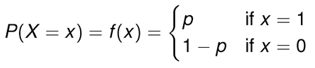 P(X = x) = f(x) = { p if x = 1
1 − p if x = 0